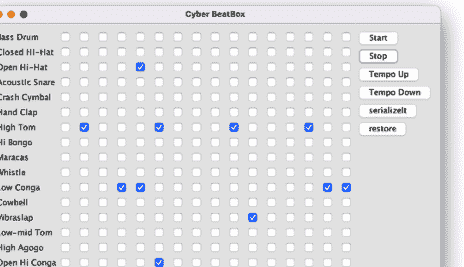 Cyber BeatBox
Bass Drum
Closed Hi-Hat
Open Hi-Hat
Acoustic Snare
Crash Cymbal
Hand Clap
High Tom
Hi Bongo
Maracas
Whistle
Low Conga
Cowbell
Vibraslap
Low-mid Tom
High Agogo
Open Hi Conga
Start
Stop
Tempo Up
Tempo Down
serializeIt
restore